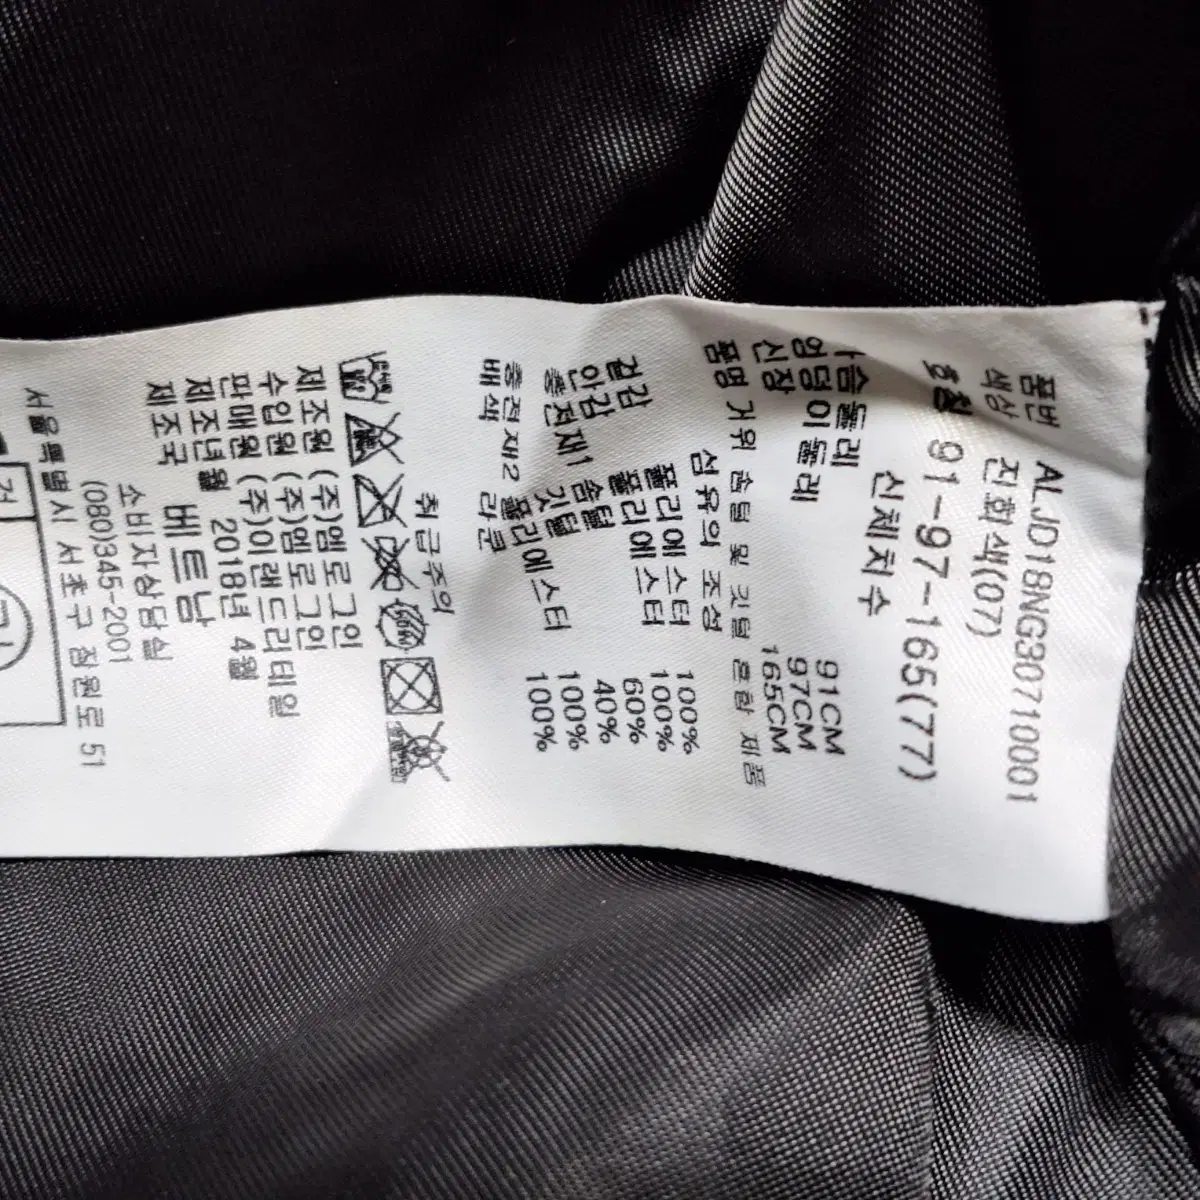 품번 ALJD18NG30710001
색상 진회색(07)
호칭 91-97-165(77)
신체치수
가슴둘레 91CM
엉덩이둘레 97CM
신장 165CM
품명 거위 솜털 및 깃털 혼합 제품
섬유의 조성
겉감 폴리에스터 100%
안감 폴리에스터 100%
충전재1 솜털 60%
깃털 40%
충전재2 폴리에스터 100%
배색 라쿤 100%
취급주의
제조원 (주)엠로그인
수입원 (주)엠로그인
판매원 (주)이랜드리테일
제조년월 2018년 4월
제조국 베트남
소비자상담실
(080)345-2001
서울특별시 서초구 잠원로 51